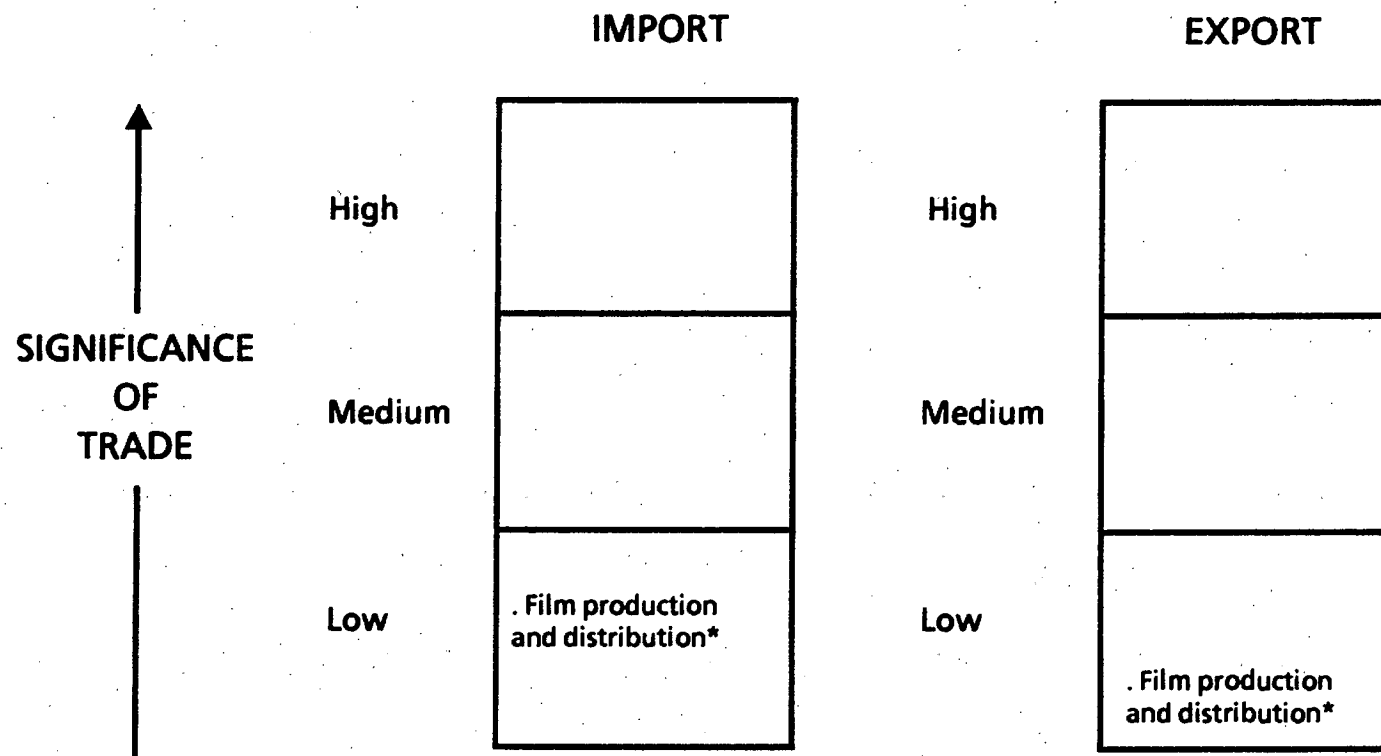 IMPORT
EXPORT
High
High
SIGNIFICANCE
OF
TRADE
Medium
Medium
Low
. Film production
and distribution*
Low
. Film production
and distribution*